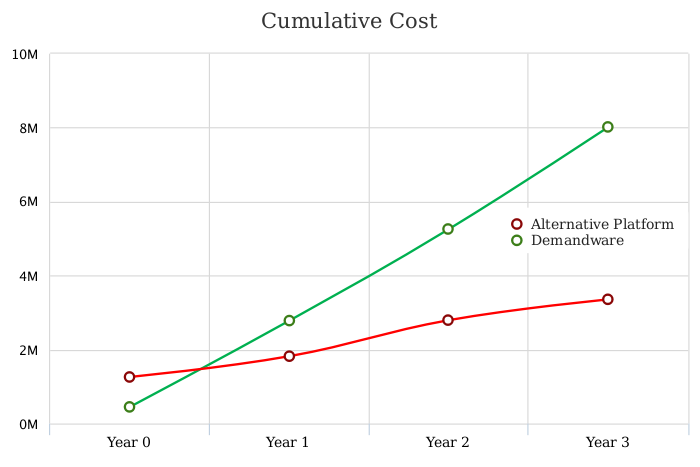 Cumulative Cost
10M
8M
6M
4M
2M
0M
Alternative Platform
Demandware
Year 0
Year 1
Year 2
Year 3